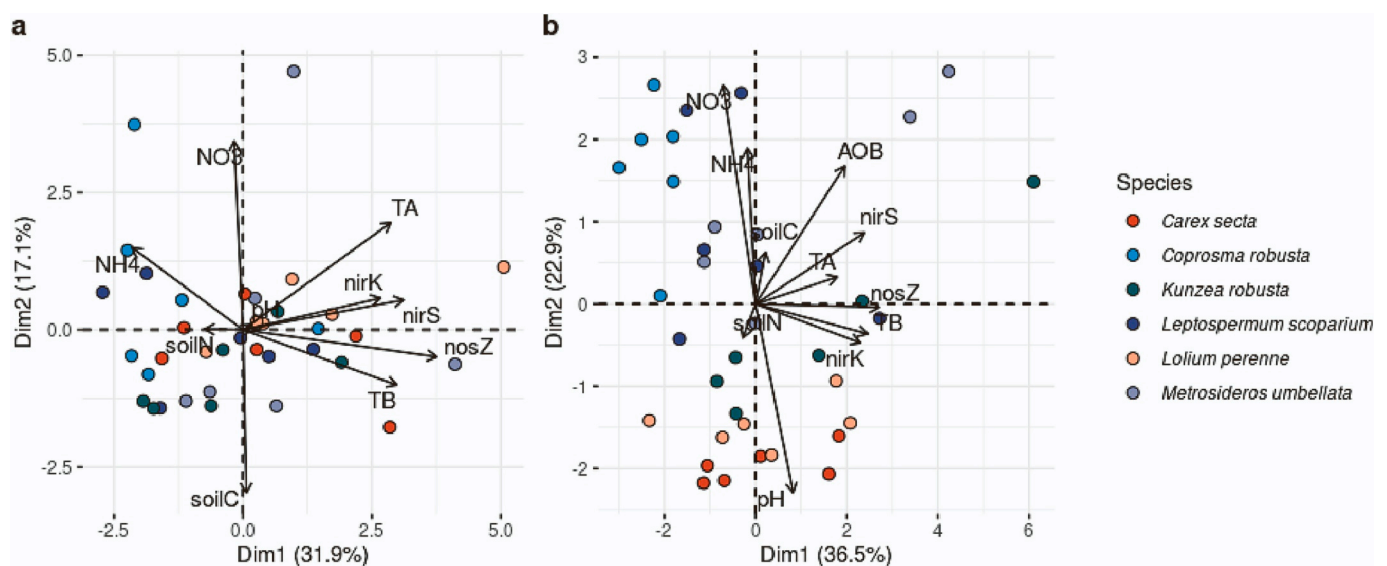 a
5.0
2.5
0.0
-2.5
Dim2 (17.1%)
NO3
TA
NH4
nirK
pH
nirS
soilN
nosZ
TB
soilC
-2.5
0.0
2.5
5.0
Dim1 (31.9%)
b
3
2
1
0
-1
-2
Dim2 (22.9%)
NO3
NH4
AOB
soilC
nirS
TA
nosZ
soilN
TB
nirK
pH
-2
0
2
4
6
Dim1 (36.5%)
Species
Carex secta
Coprosma robusta
Kunzea robusta
Leptospermum scoparium
Lolium perenne
Metrosideros umbellata